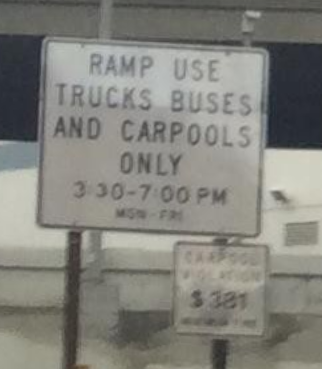 RAMP USE
TRUCKS BUSES
AND CARPOOLS
ONLY
3:30-7:00 PM
MON-FRI
CARPOOL
VIOLATION
$381